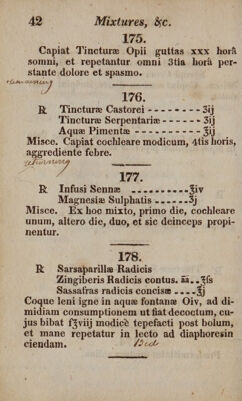 42 Mixtures, &c.
175.
Capiat Tincturæ Opii guttas xxx horâ
somni, et repetantur omni 3tia horâ per-
stante dolore et spasmo.
remaining
176.
℞ Tincturæ Castorei - - - - - - - - ʒij
Tincturæ Serpentariæ - - - - - - ʒij
Aquæ Pimentæ - - - - - - - - - - ℥ij
Misce. Capiat cochleare modicum, 4tis horis,
aggrediente febre.
returning
177.
℞ Infusi Sennæ - - - - - - - - - - ℥iv
Magnesiæ Sulphatis - - - - - ℥j
Misce. Ex hoc mixto, primo die, cochleare
unum, altero die, duo, et sic deinceps propi-
nentur.
178.
℞ Sarsaparillæ Radicis
Zingiberis Radicis contus. āā - - ℥ſs
Sassafras radicis concisæ - - - - ℥j
Coque leni igne in aquæ fontanæ Oiv, ad di-
midiam consumptionem ut fiat decoctum, cu-
jus bibat f℥viij modicè tepefacti post bolum,
et mane repetatur in lecto ad diaphoresin
ciendam. Bed